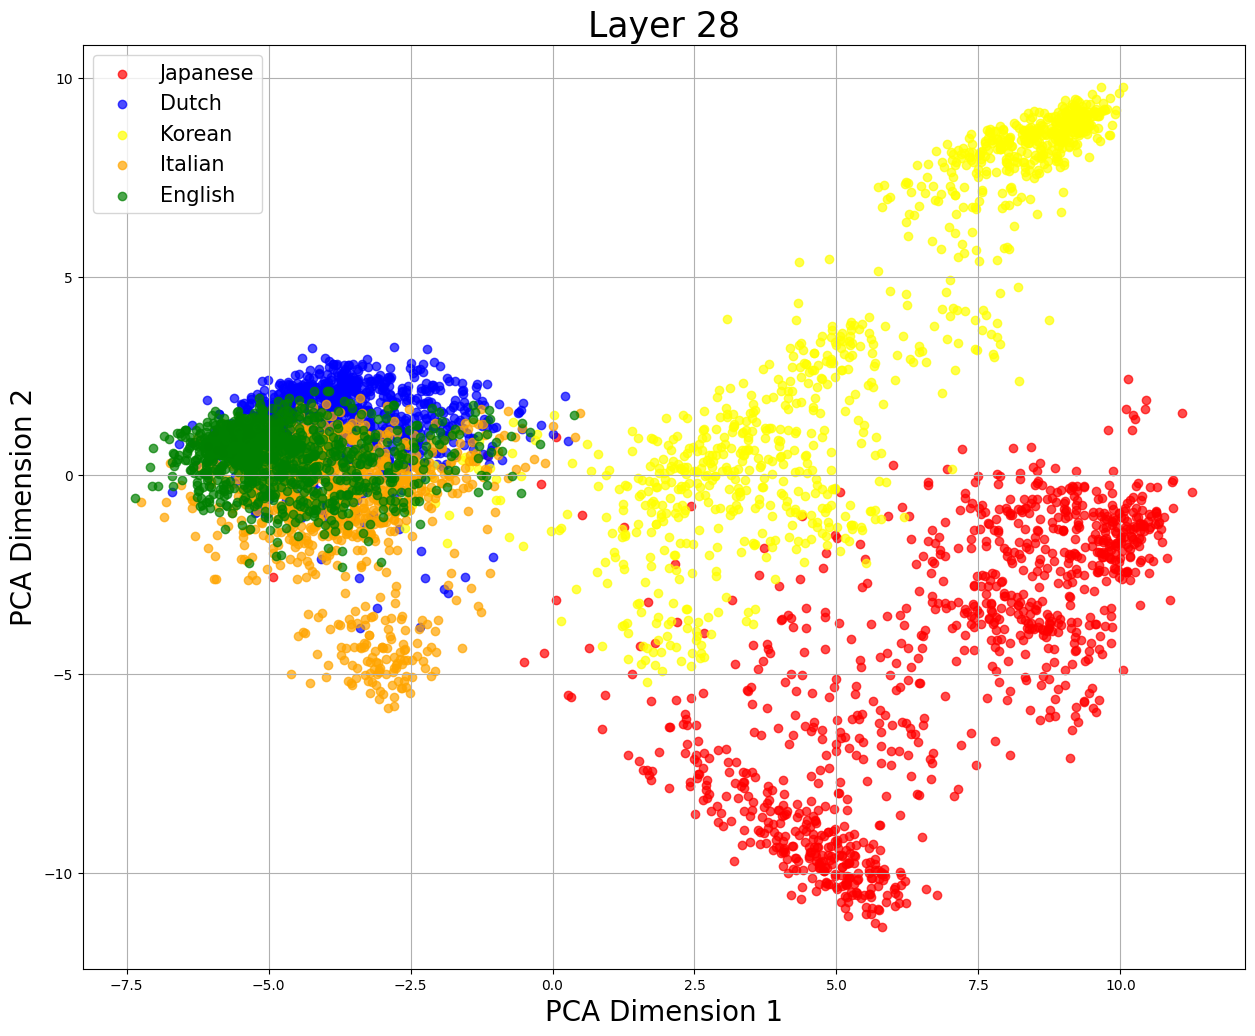 Layer 28
Japanese
Dutch
Korean
Italian
English
10
5
0
−5
−10
PCA Dimension 2
−7.5 −5.0 −2.5 0.0 2.5 5.0 7.5 10.0
PCA Dimension 1